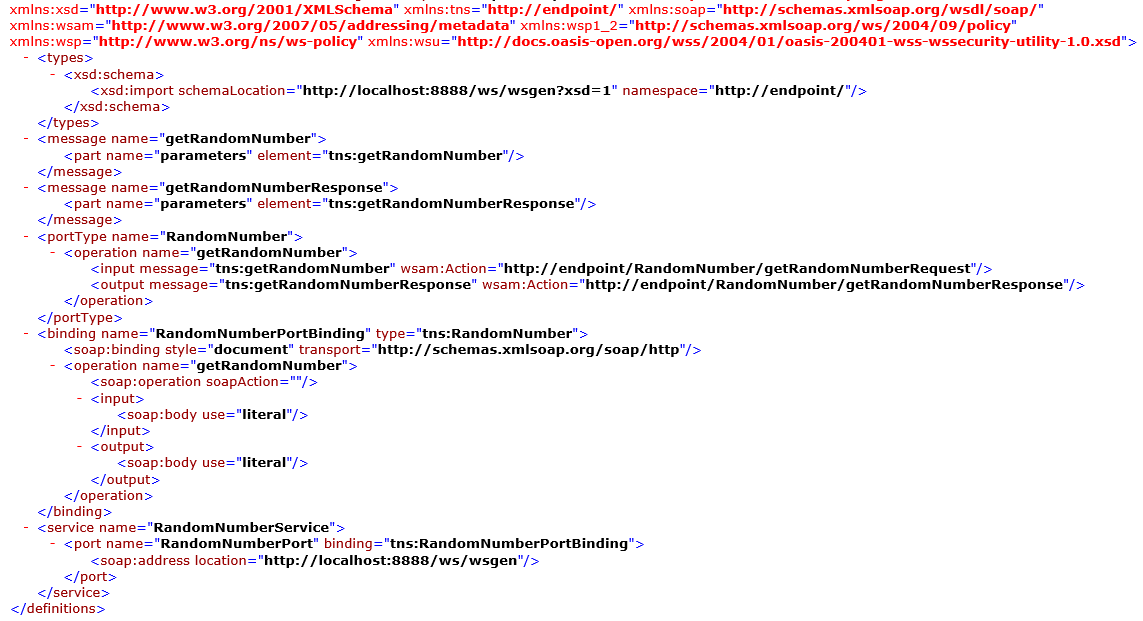 xmlns:xsd="http://www.w3.org/2001/XMLSchema" xmlns:tns="http://endpoint/" xmlns:soap="http://schemas.xmlsoap.org/wsdl/soap/"
xmlns:wsam="http://www.w3.org/2007/05/addressing/metadata" xmlns:wsp1_2="http://schemas.xmlsoap.org/ws/2004/09/policy"
xmlns:wsp="http://www.w3.org/ns/ws-policy" xmlns:wsu="http://docs.oasis-open.org/wss/2004/01/oasis-200401-wss-wssecurity-utility-1.0.xsd">
- <types>
- <xsd:schema>
<xsd:import schemaLocation="http://localhost:8888/ws/wsgen?xsd=1" namespace="http://endpoint/"/>
</xsd:schema>
</types>
- <message name="getRandomNumber">
<part name="parameters" element="tns:getRandomNumber"/>
</message>
- <message name="getRandomNumberResponse">
<part name="parameters" element="tns:getRandomNumberResponse"/>
</message>
- <portType name="RandomNumber">
- <operation name="getRandomNumber">
<input message="tns:getRandomNumber" wsam:Action="http://endpoint/RandomNumber/getRandomNumberRequest"/>
<output message="tns:getRandomNumberResponse" wsam:Action="http://endpoint/RandomNumber/getRandomNumberResponse"/>
</operation>
</portType>
- <binding name="RandomNumberPortBinding" type="tns:RandomNumber">
<soap:binding style="document" transport="http://schemas.xmlsoap.org/soap/http"/>
- <operation name="getRandomNumber">
<soap:operation soapAction=""/>
- <input>
<soap:body use="literal"/>
</input>
- <output>
<soap:body use="literal"/>
</output>
</operation>
</binding>
- <service name="RandomNumberService">
- <port name="RandomNumberPort" binding="tns:RandomNumberPortBinding">
<soap:address location="http://localhost:8888/ws/wsgen"/>
</port>
</service>
</definitions>